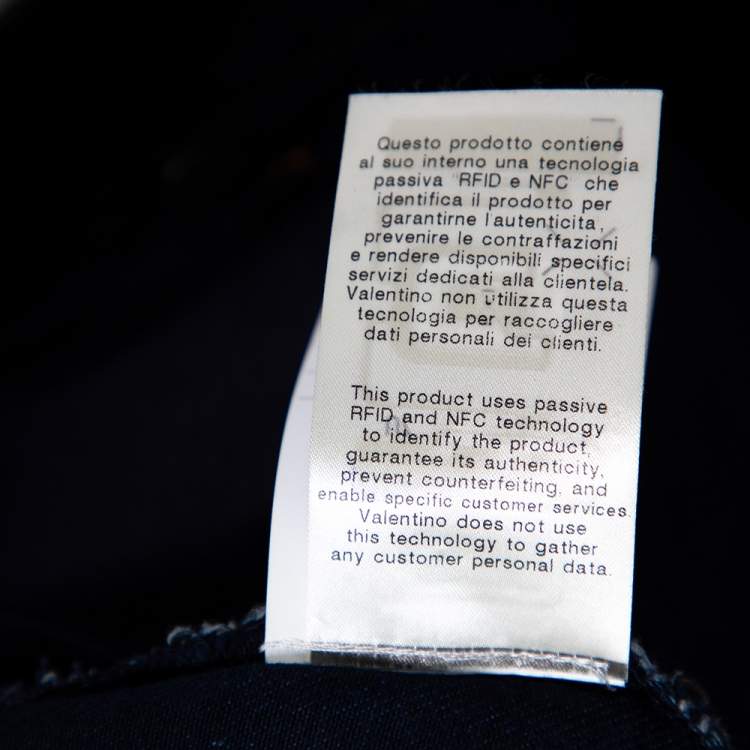 Questo prodotto contiene
al suo interno una tecnologia
passiva "RFID e NFC" che
identifica il prodotto per
garantirne l'autenticita,
prevenire le contraffazioni
e rendere disponibili specifici
servizi dedicati alla clientela.
Valentino non utilizza questa
tecnologia per raccogliere
dati personali dei clienti.
This product uses passive
RFID and NFC technology
to identify the product,
guarantee its authenticity,
prevent counterfeiting, and
enable specific customer services.
Valentino does not use
this technology to gather
any customer personal data.